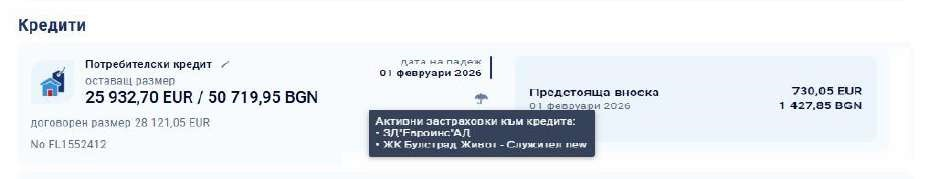 Кредити
Потребителски кредит
оставащ размер
25 932,70 EUR / 50 719,95 BGN
договорен размер 28 121,05 EUR
No FL1552412
дата на падеж
01 февруари 2026
Активни застраховки към кредита:
• ЗД"Евроинс"АД
• ЖК Булстрад Живот - Служител new
Предстояща вноска
01 февруари 2026
730,05 EUR
1 427,85 BGN